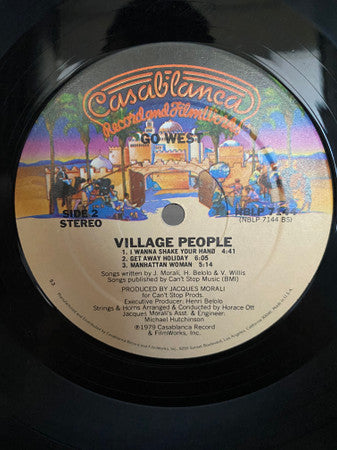 Casablanca
Record and FilmWorks
GO WEST
SIDE 2
STEREO
NBLP 7144
(NBLP 7144 BS)
VILLAGE PEOPLE
1. I WANNA SHAKE YOUR HAND 4:41
2. GET AWAY HOLIDAY 6:05
3. MANHATTAN WOMAN 5:14
Songs written by J. Morali, H. Belolo & V. Willis
Songs published by Can't Stop Music (BMI)
PRODUCED BY JACQUES MORALI
for Can't Stop Prods.
Executive Producer: Henri Belolo
Strings & Horns Arranged & Conducted by Horace Ott
Jacques Morali's Asst. & Engineer:
Michael Hutchinson
℗1979 Casablanca Record
& FilmWorks, Inc.
53